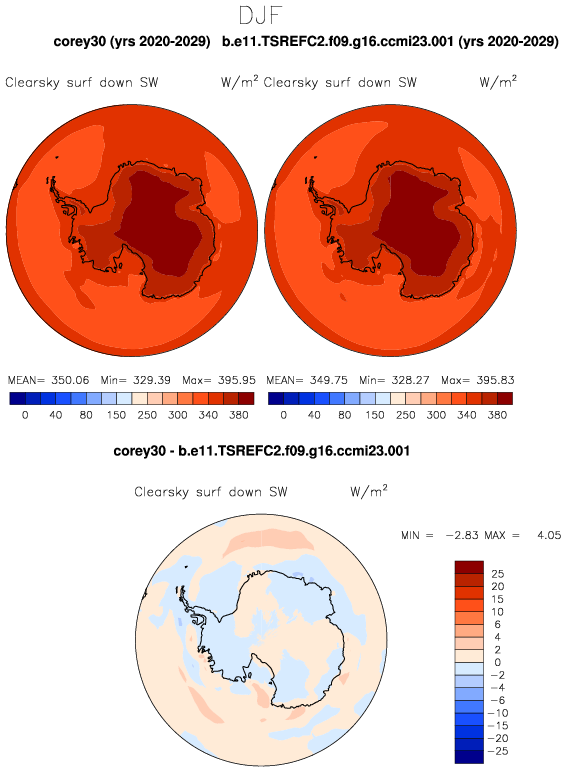 DJF
corey30 (yrs 2020-2029) b.e11.TSREFC2.f09.g16.ccmi23.001 (yrs 2020-2029)
Clearsky surf down SW W/m² Clearsky surf down SW W/m²
MEAN= 350.06 Min= 329.39 Max= 395.95 MEAN= 349.75 Min= 328.27 Max= 395.83
0 40 80 150 250 300 340 380 0 40 80 150 250 300 340 380
corey30 - b.e11.TSREFC2.f09.g16.ccmi23.001
Clearsky surf down SW W/m²
MIN = -2.83 MAX = 4.05
25
20
15
10
6
4
2
0
-2
-4
-6
-10
-15
-20
-25